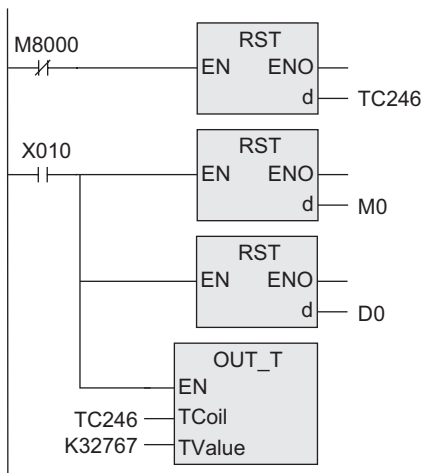 M8000
RST
EN ENO
d TC246
X010
RST
EN ENO
d M0
RST
EN ENO
d D0
OUT_T
EN
TC246 TCoil
K32767 TValue